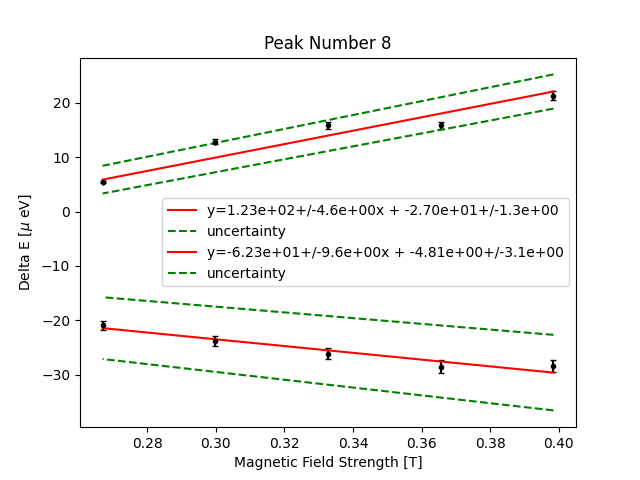 Peak Number 8
Delta E [μ eV]
20
10
0
−10
−20
−30
y=1.23e+02+/-4.6e+00x + -2.70e+01+/-1.3e+00
uncertainty
y=-6.23e+01+/-9.6e+00x + -4.81e+00+/-3.1e+00
uncertainty
0.28 0.30 0.32 0.34 0.36 0.38 0.40
Magnetic Field Strength [T]